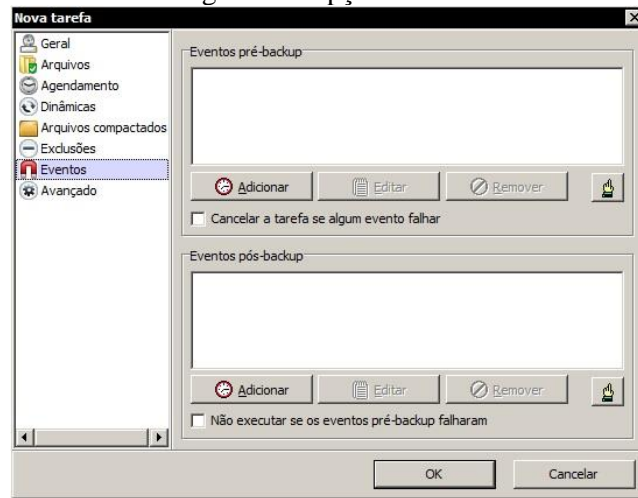 Nova tarefa
Geral
Arquivos
Agendamento
Dinâmicas
Arquivos compactados
Exclusões
Eventos
Avançado
Eventos pré-backup
Adicionar Editar Remover
Cancelar a tarefa se algum evento falhar
Eventos pós-backup
Adicionar Editar Remover
Não executar se os eventos pré-backup falharam
OK Cancelar